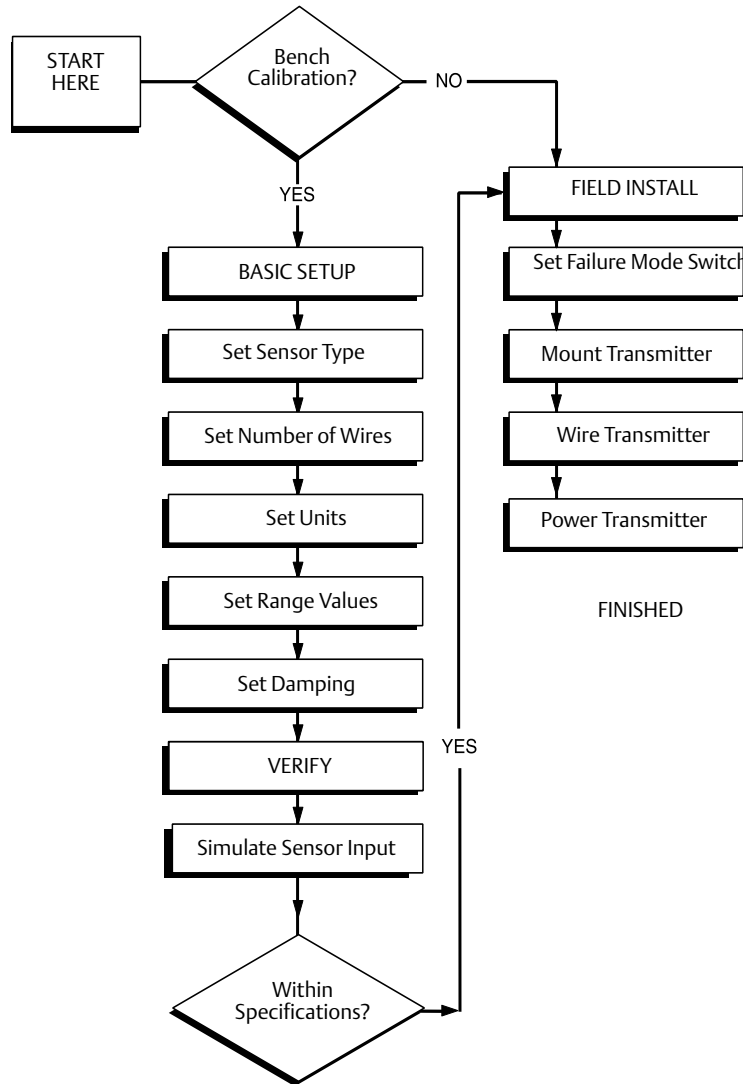 START
HERE
Bench
Calibration?
NO
YES
BASIC SETUP
Set Sensor Type
Set Number of Wires
Set Units
Set Range Values
Set Damping
VERIFY
Simulate Sensor Input
Within
Specifications?
YES
FIELD INSTALL
Set Failure Mode Switch
Mount Transmitter
Wire Transmitter
Power Transmitter
FINISHED